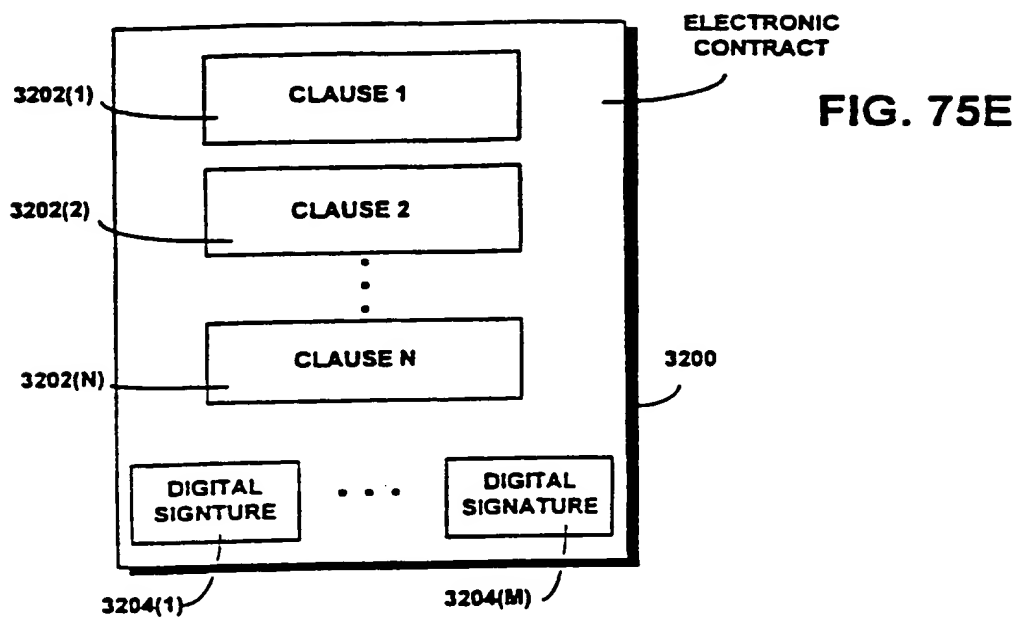 ELECTRONIC
CONTRACT
FIG. 75E
3202(1)
CLAUSE 1
3202(2)
CLAUSE 2
3202(N)
CLAUSE N
3200
DIGITAL
SIGNTURE
DIGITAL
SIGNATURE
3204(1)
3204(M)